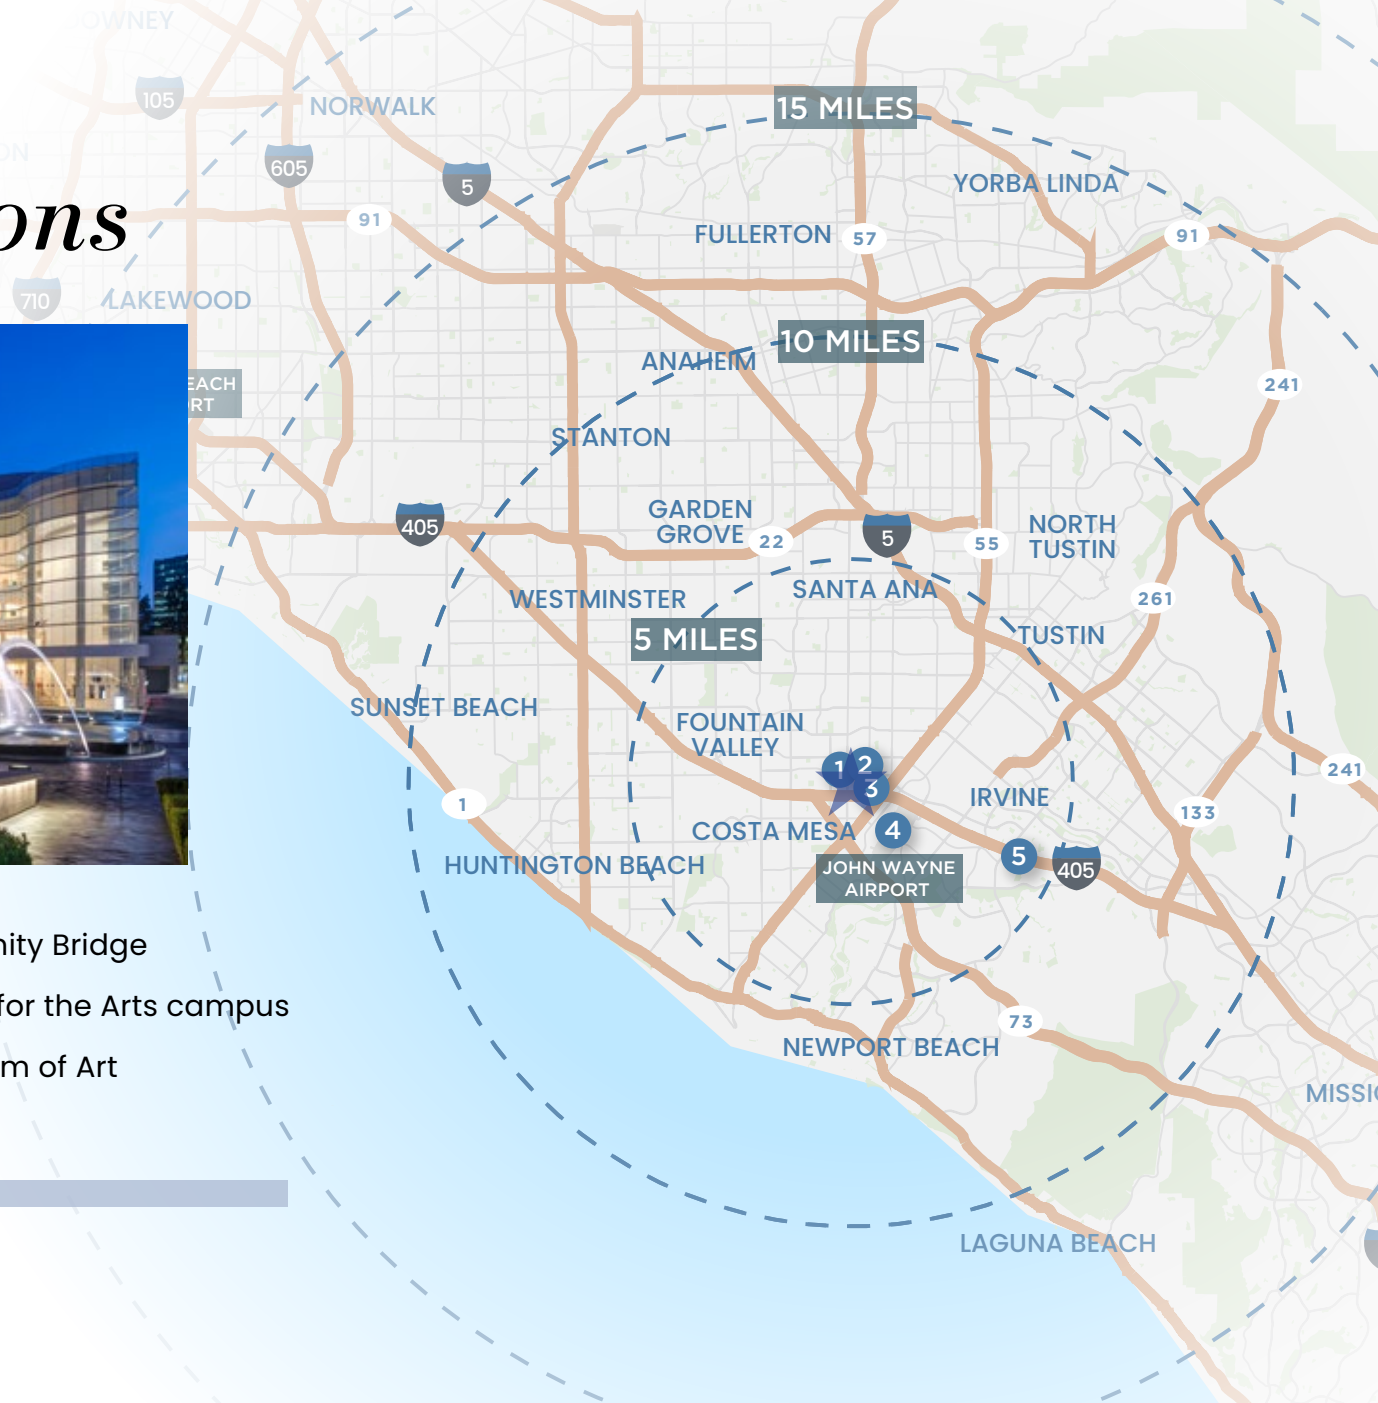 OWNEY
105
NORWALK
15 MILES
605
5
YORBA LINDA
ons
91
FULLERTON
57
91
710
LAKEWOOD
10 MILES
ANAHEIM
EACH
RT
241
STANTON
405
GARDEN
GROVE
22
5
55
NORTH
TUSTIN
SANTA ANA
WESTMINSTER
261
5 MILES
TUSTIN
SUNSET BEACH
FOUNTAIN
VALLEY
1
2
3
241
1
IRVINE
133
COSTA MESA
4
HUNTINGTON BEACH
JOHN WAYNE
AIRPORT
5
405
nity Bridge
for the Arts campus
73
m of Art
NEWPORT BEACH
MISSI
LAGUNA BEACH